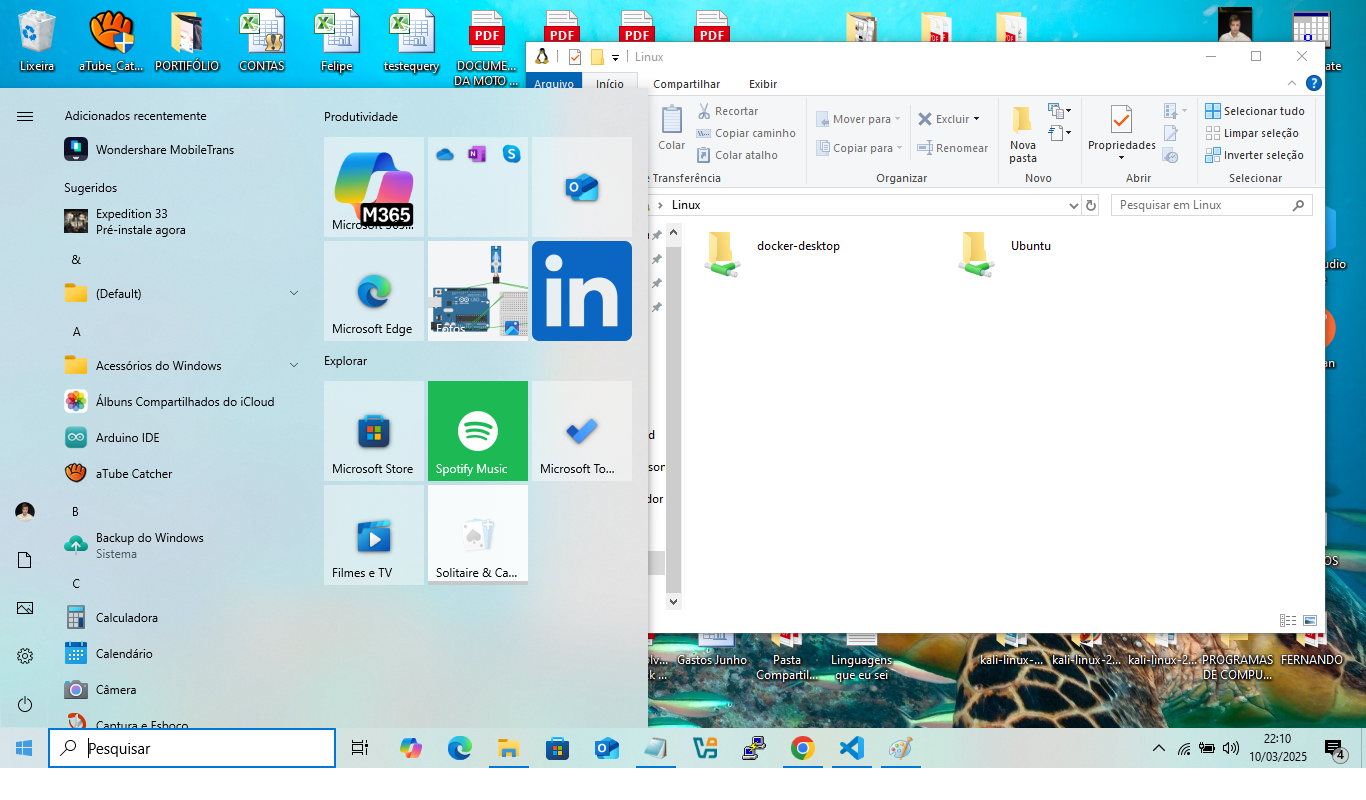 Lixeira
aTube_Cat...
PORTIFÓLIO
CONTAS
Felipe
testequery
DOCUME...
DA MOTO ...
PDF
PDF
PDF
PDF
Linux
Arquivo
Início
Compartilhar
Exibir
Colar
Recortar
Copiar caminho
Colar atalho
Mover para
Copiar para
Excluir
Renomear
Nova
pasta
Propriedades
Selecionar tudo
Limpar seleção
Inverter seleção
e Transferência
Organizar
Novo
Abrir
Selecionar
Linux
Pesquisar em Linux
docker-desktop
Ubuntu
Adicionados recentemente
Wondershare MobileTrans
Sugeridos
Expedition 33
Pré-instale agora
&
(Default)
A
Acessórios do Windows
Álbuns Compartilhados do iCloud
Arduino IDE
aTube Catcher
B
Backup do Windows
Sistema
C
Calculadora
Calendário
Câmera
Captura e Esboço
Produtividade
M365
Microsoft 365...
Microsoft Edge
Fotos
in
Explorar
Microsoft Store
Spotify Music
Microsoft To...
Filmes e TV
Solitaire & Ca...
Gastos Junho
Pasta
Compartil...
Linguagens
que eu sei
kali-linux-...
kali-linux-2...
kali-linux-2...
PROGRAMAS
DE COMPU...
FERNANDO
Pesquisar
22:10
10/03/2025
4